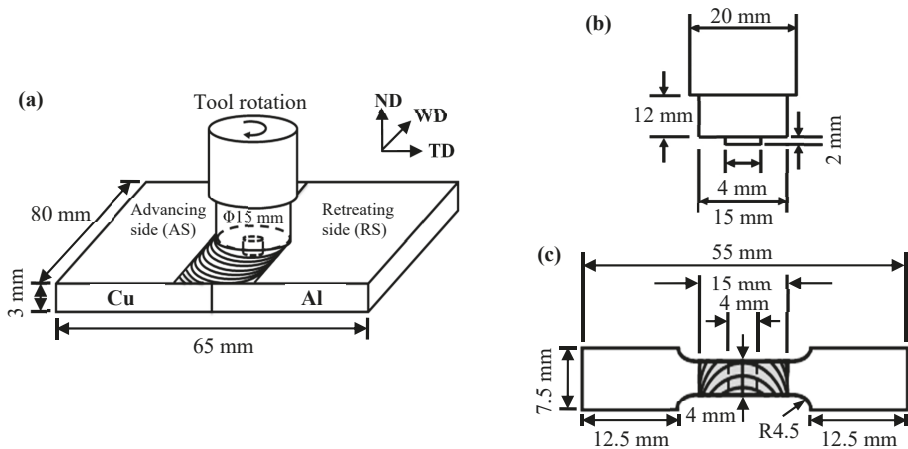 (a)
Tool rotation
ND
WD
TD
80 mm
Advancing
side (AS)
Φ15 mm
Retreating
side (RS)
3 mm
Cu
Al
65 mm
(b)
20 mm
12 mm
2 mm
4 mm
15 mm
(c)
55 mm
15 mm
4 mm
7.5 mm
4 mm
R4.5
12.5 mm
12.5 mm